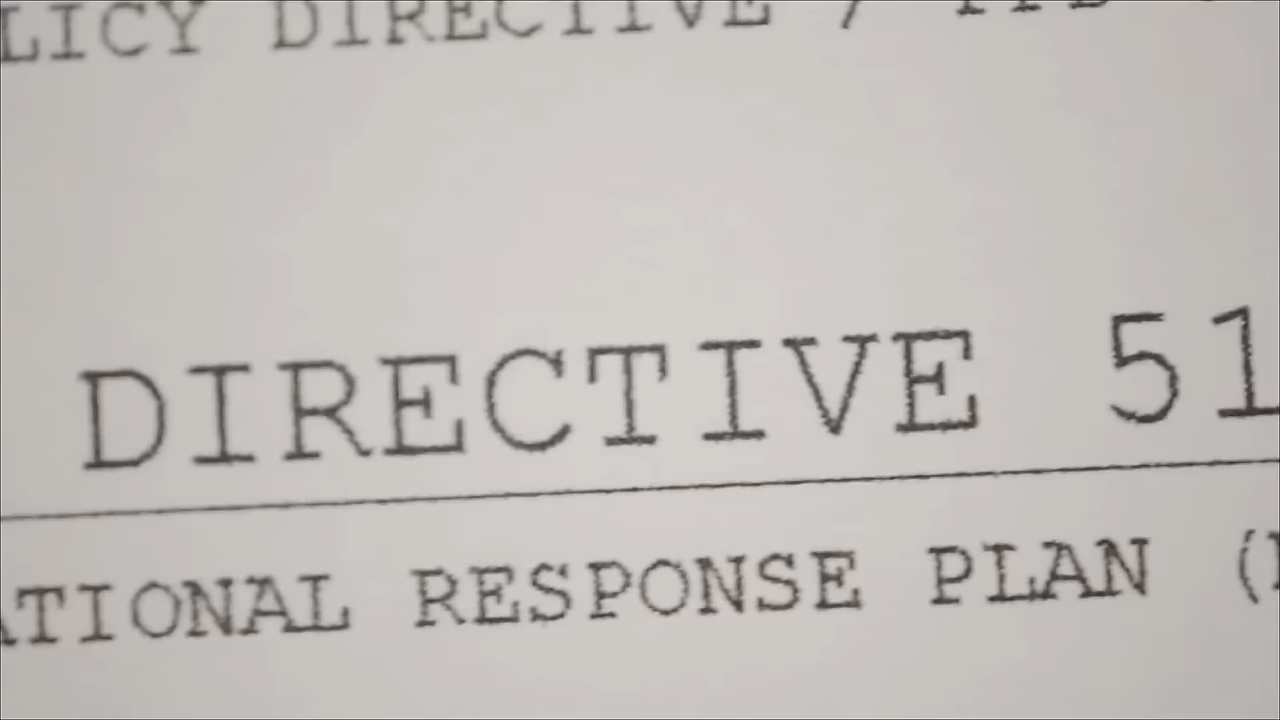 LICY DIRECTIVE /
DIRECTIVE 51
ATIONAL RESPONSE PLAN (